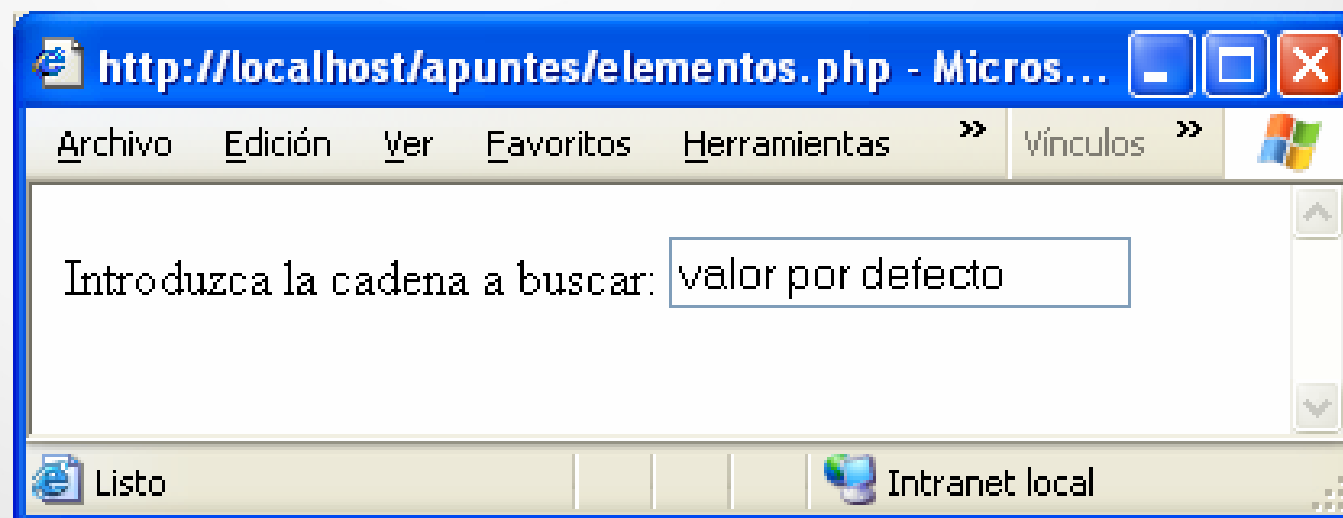 http://localhost/apuntes/elementos.php - Micros...
Archivo Edición Ver Favoritos Herramientas » Vínculos »
Introduzca la cadena a buscar: valor por defecto
Listo Intranet local